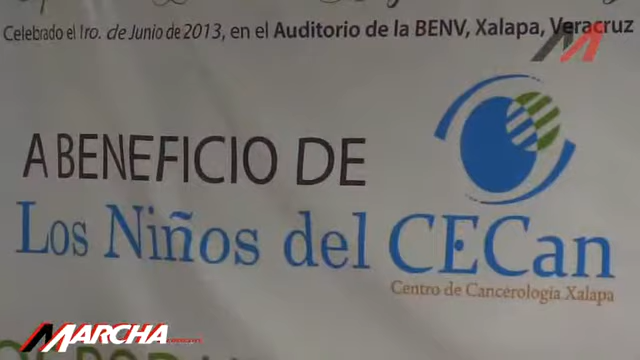 Celebrado el 1ro. de Junio de 2013, en el Auditorio de la BENV, Xalapa, Veracruz
A BENEFICIO DE
Los Niños del CECan
Centro de Cancerología Xalapa
MARCHA